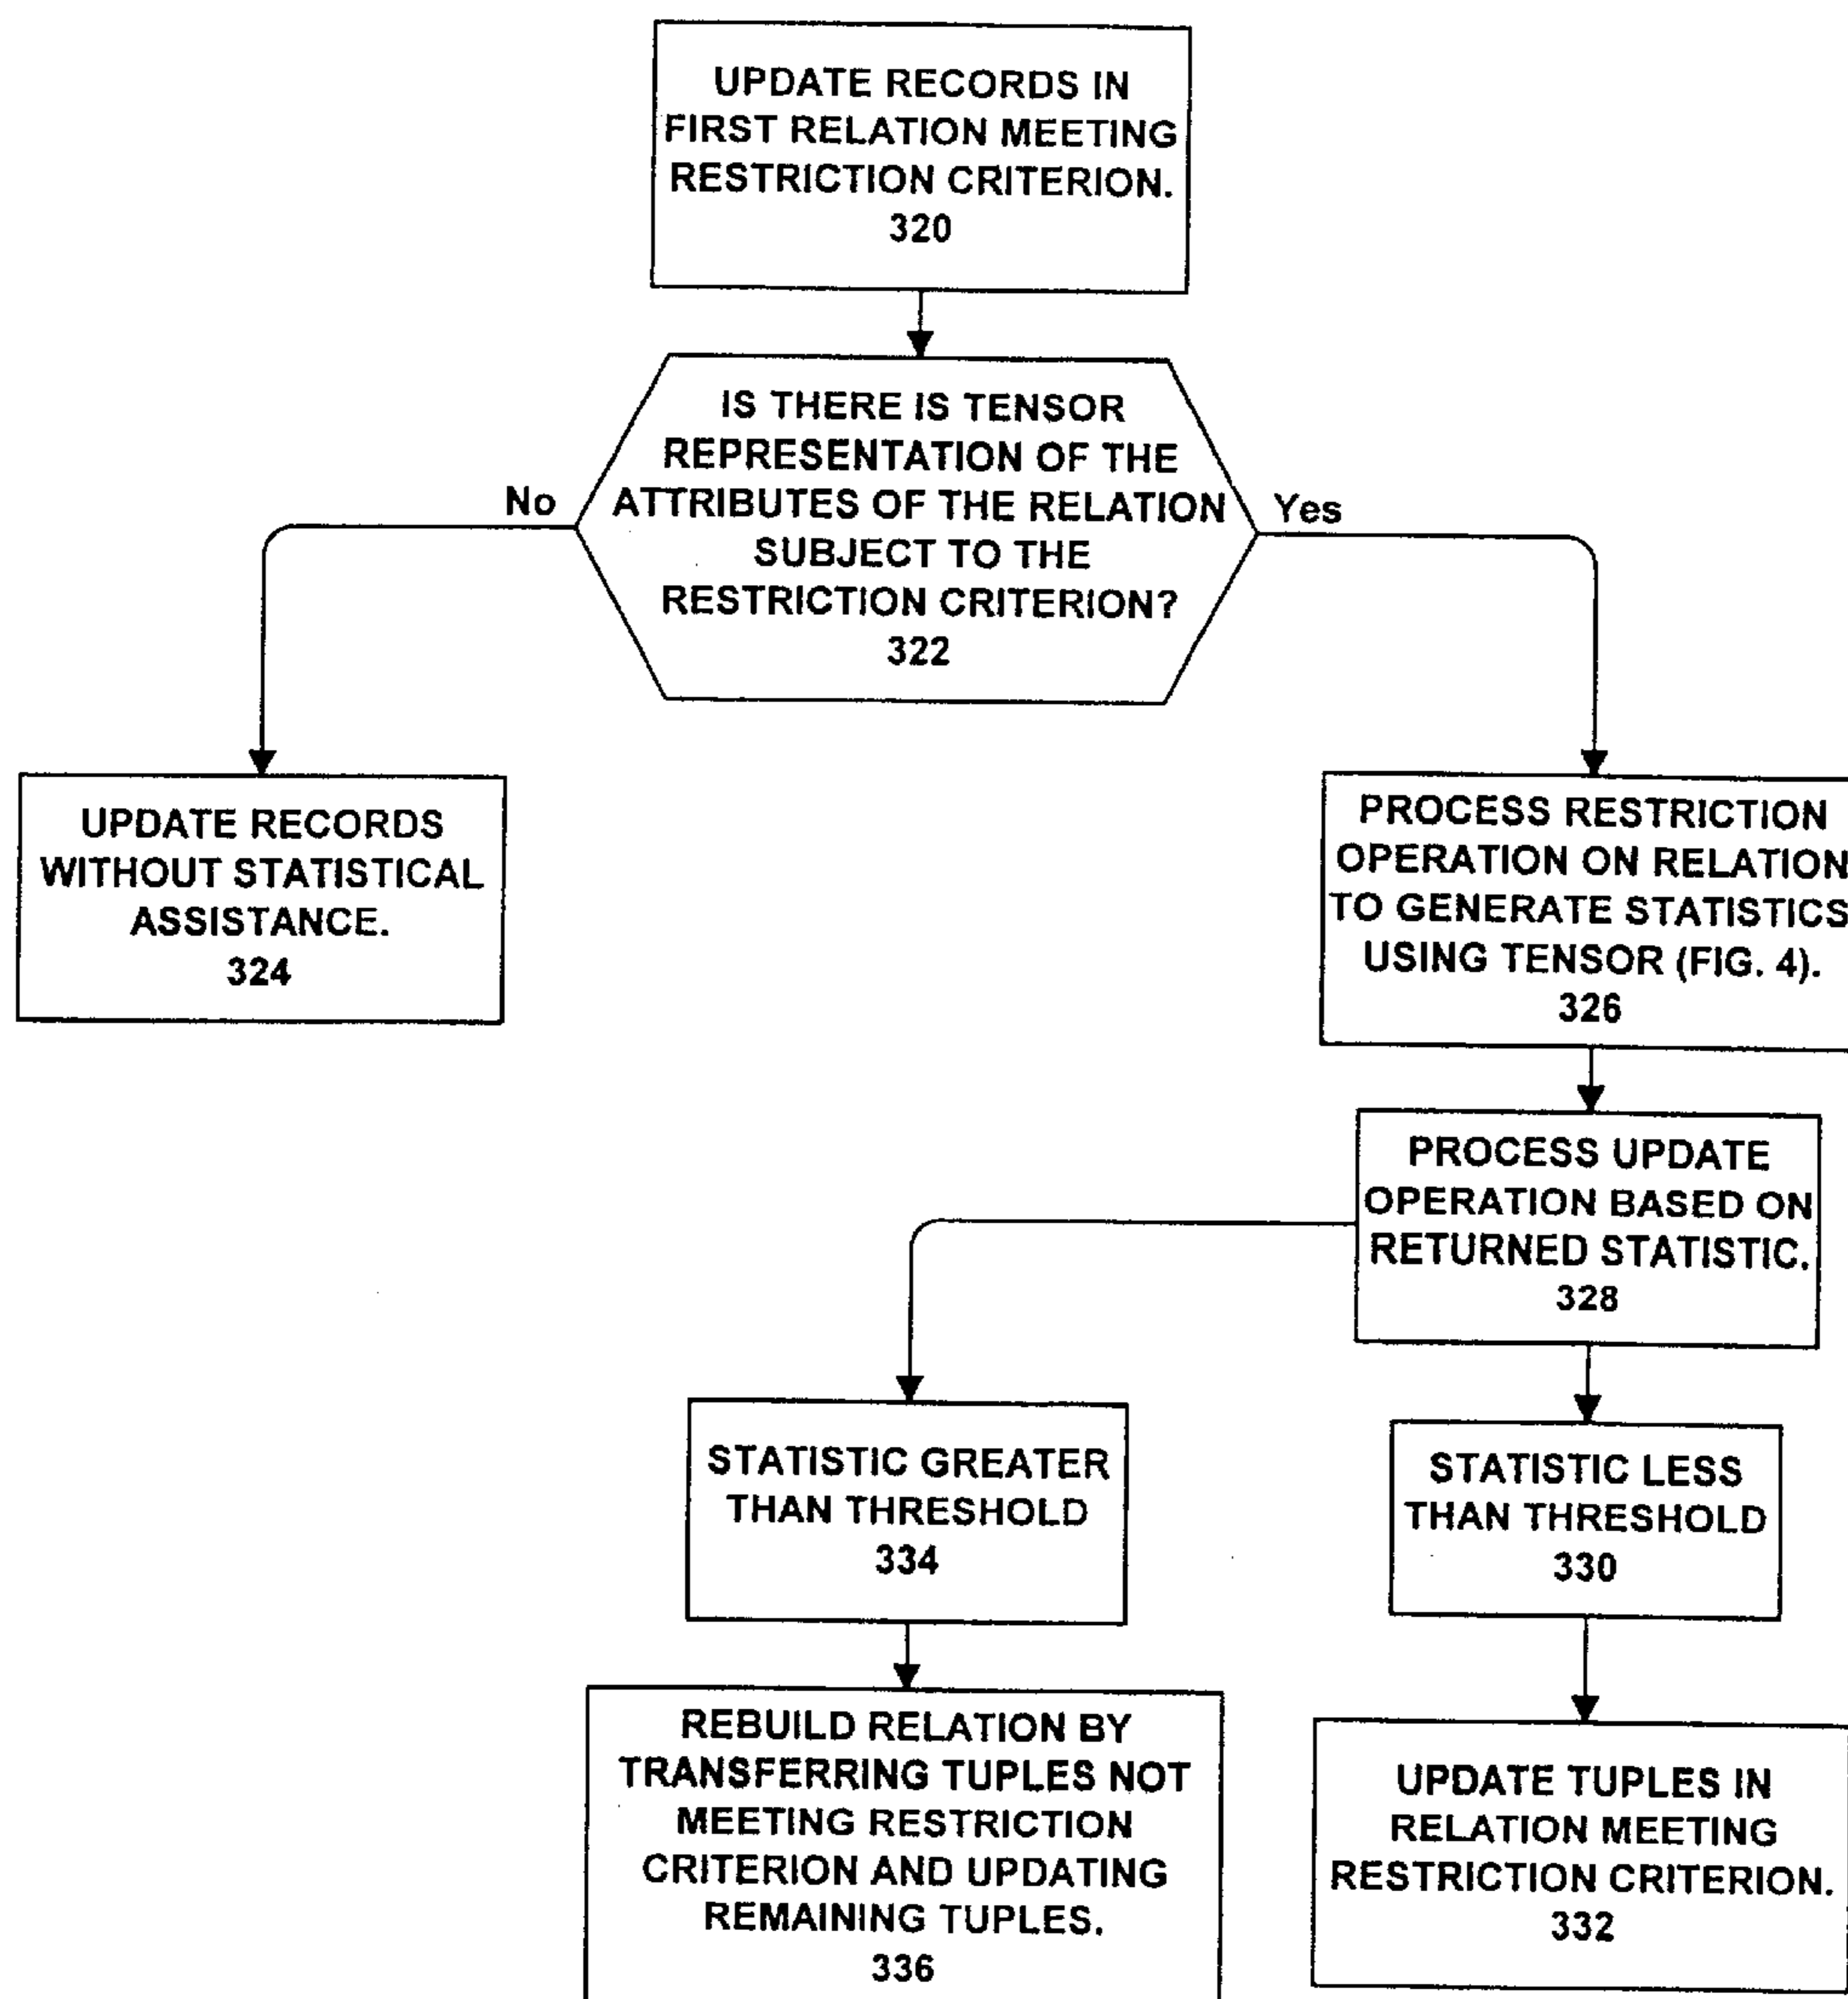 UPDATE RECORDS IN
FIRST RELATION MEETING
RESTRICTION CRITERION.
320
IS THERE IS TENSOR
REPRESENTATION OF THE
ATTRIBUTES OF THE RELATION
SUBJECT TO THE
RESTRICTION CRITERION?
322
No
Yes
UPDATE RECORDS
WITHOUT STATISTICAL
ASSISTANCE.
324
PROCESS RESTRICTION
OPERATION ON RELATION
TO GENERATE STATISTICS
USING TENSOR (FIG. 4).
326
PROCESS UPDATE
OPERATION BASED ON
RETURNED STATISTIC.
328
STATISTIC GREATER
THAN THRESHOLD
334
STATISTIC LESS
THAN THRESHOLD
330
REBUILD RELATION BY
TRANSFERRING TUPLES NOT
MEETING RESTRICTION
CRITERION AND UPDATING
REMAINING TUPLES.
336
UPDATE TUPLES IN
RELATION MEETING
RESTRICTION CRITERION.
332